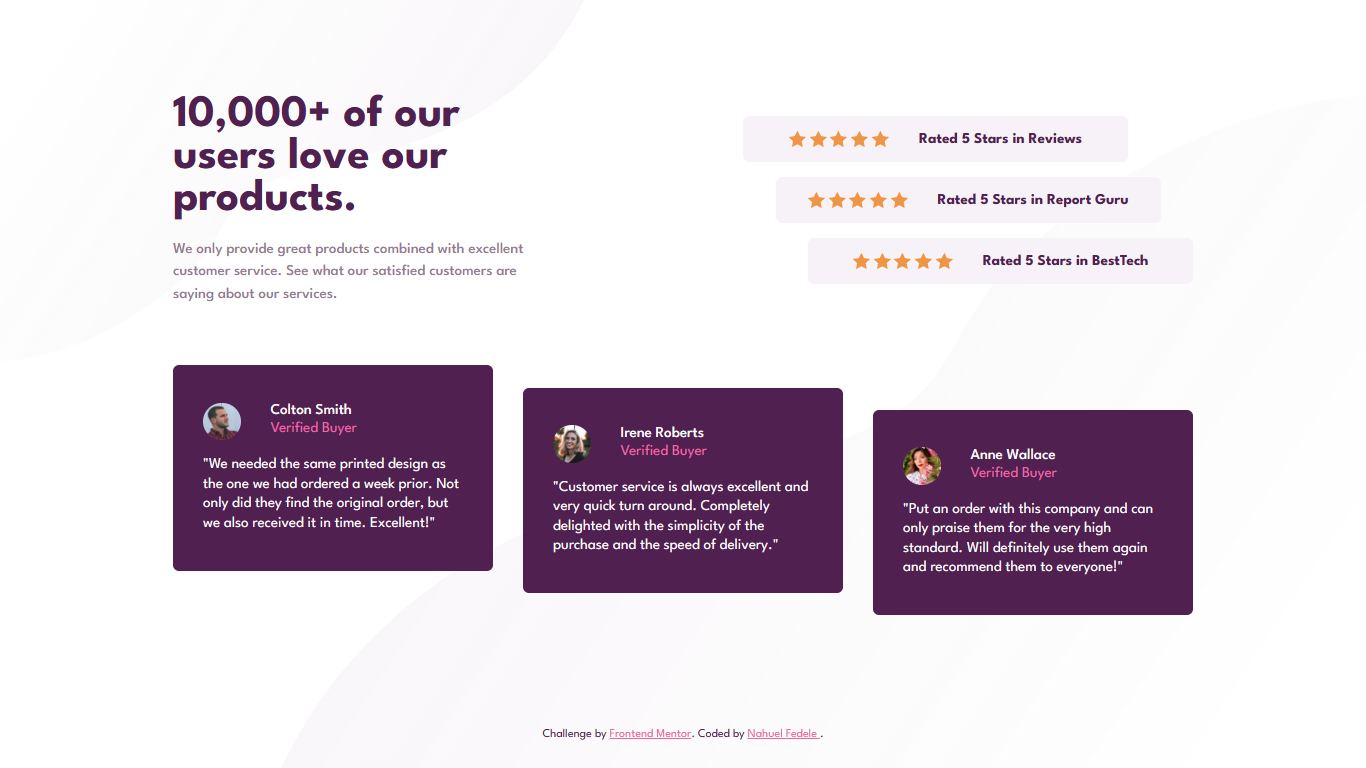 10,000+ of our
users love our
products.
We only provide great products combined with excellent
customer service. See what our satisfied customers are
saying about our services.
Rated 5 Stars in Reviews
Rated 5 Stars in Report Guru
Rated 5 Stars in BestTech
Colton Smith
Verified Buyer
"We needed the same printed design as
the one we had ordered a week prior. Not
only did they find the original order, but
we also received it in time. Excellent!"
Irene Roberts
Verified Buyer
"Customer service is always excellent and
very quick turn around. Completely
delighted with the simplicity of the
purchase and the speed of delivery."
Anne Wallace
Verified Buyer
"Put an order with this company and can
only praise them for the very high
standard. Will definitely use them again
and recommend them to everyone!"
Challenge by Frontend Mentor. Coded by Nahuel Fedele .